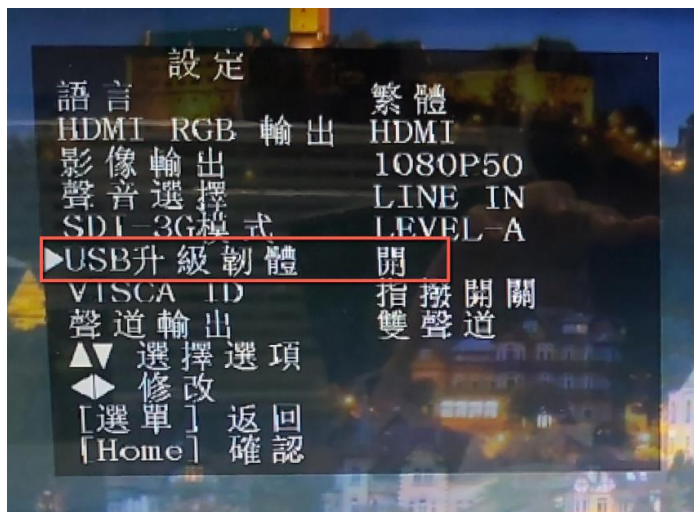 設定
語言 繁體
HDMI RGB 輸出 HDMI
影像輸出 1080P50
聲音選擇 LINE IN
SDI-3G模式 LEVEL-A
▶USB升級韌體 開
VISCA ID 指撥開關
聲道輸出 雙聲道
▲▼ 選擇選項
◀▶ 修改
[選單] 返回
[Home] 確認